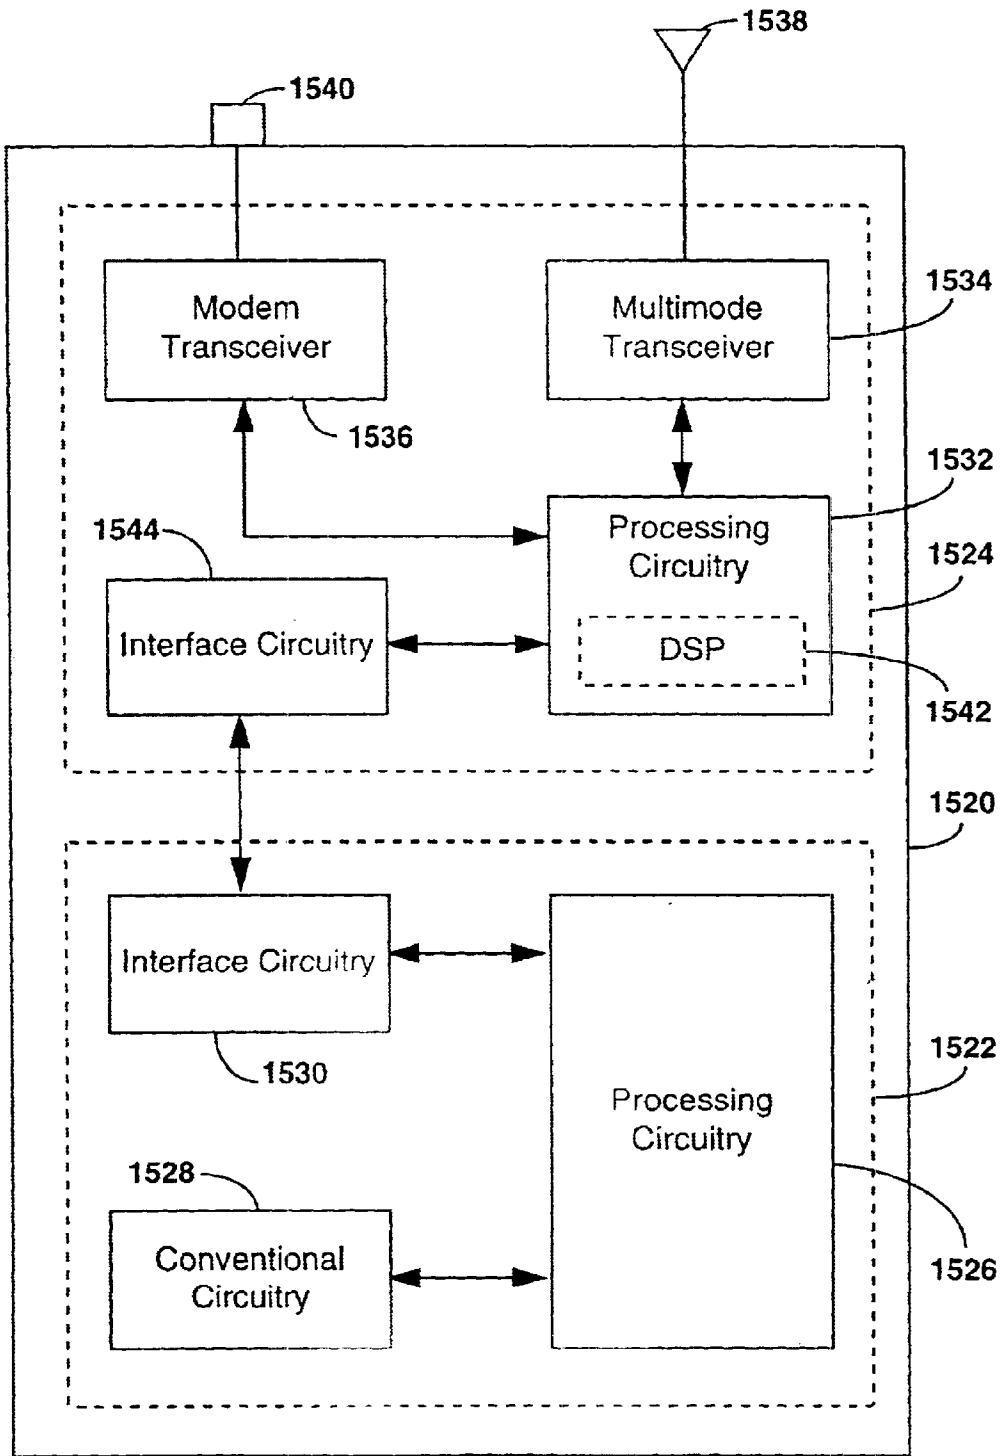 1538
1540
Modem
Transceiver
Multimode
Transceiver
1534
1536
1532
1544
Processing
Circuitry
1524
Interface Circuitry
DSP
1542
1520
Interface Circuitry
1530
1522
Processing
Circuitry
1528
Conventional
Circuitry
1526